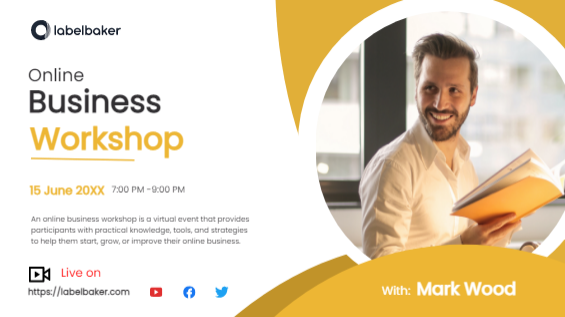 labelbaker
Online
Business
Workshop
15 June 20XX 7:00 PM -9:00 PM
An online business workshop is a virtual event that provides
participants with practical knowledge, tools, and strategies
to help them start, grow, or improve their online business.
Live on
https://labelbaker.com
With: Mark Wood